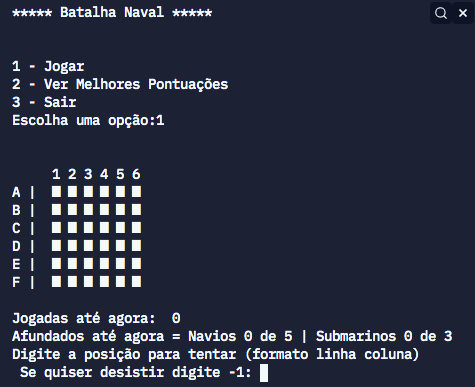 ***** Batalha Naval *****
1 - Jogar
2 - Ver Melhores Pontuações
3 - Sair
Escolha uma opção:1
1 2 3 4 5 6
A | ■ ■ ■ ■ ■ ■
B | ■ ■ ■ ■ ■ ■
C | ■ ■ ■ ■ ■ ■
D | ■ ■ ■ ■ ■ ■
E | ■ ■ ■ ■ ■ ■
F | ■ ■ ■ ■ ■ ■
Jogadas até agora:  0
Afundados até agora = Navios 0 de 5 | Submarinos 0 de 3
Digite a posição para tentar (formato linha coluna)
Se quiser desistir digite -1: